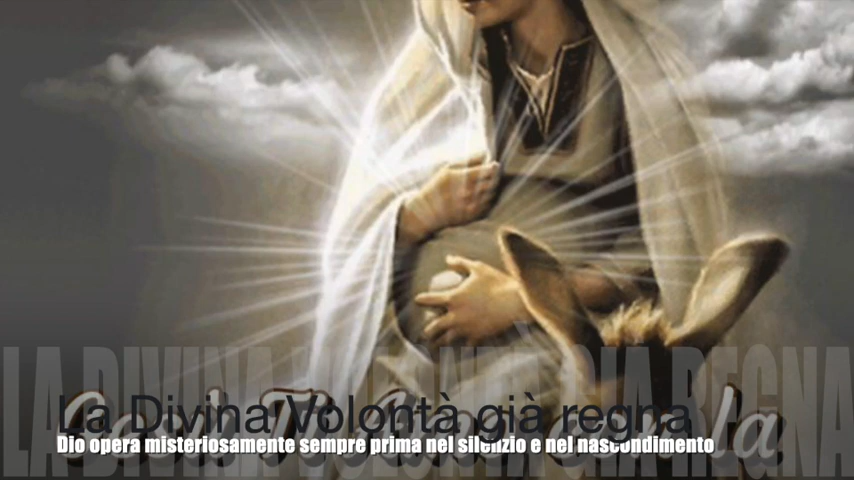 LA DIVINA VOLONTÀ GIÀ REGNA
La Divina Volontà già regna
Dio opera misteriosamente sempre prima nel silenzio e nel nascondimento